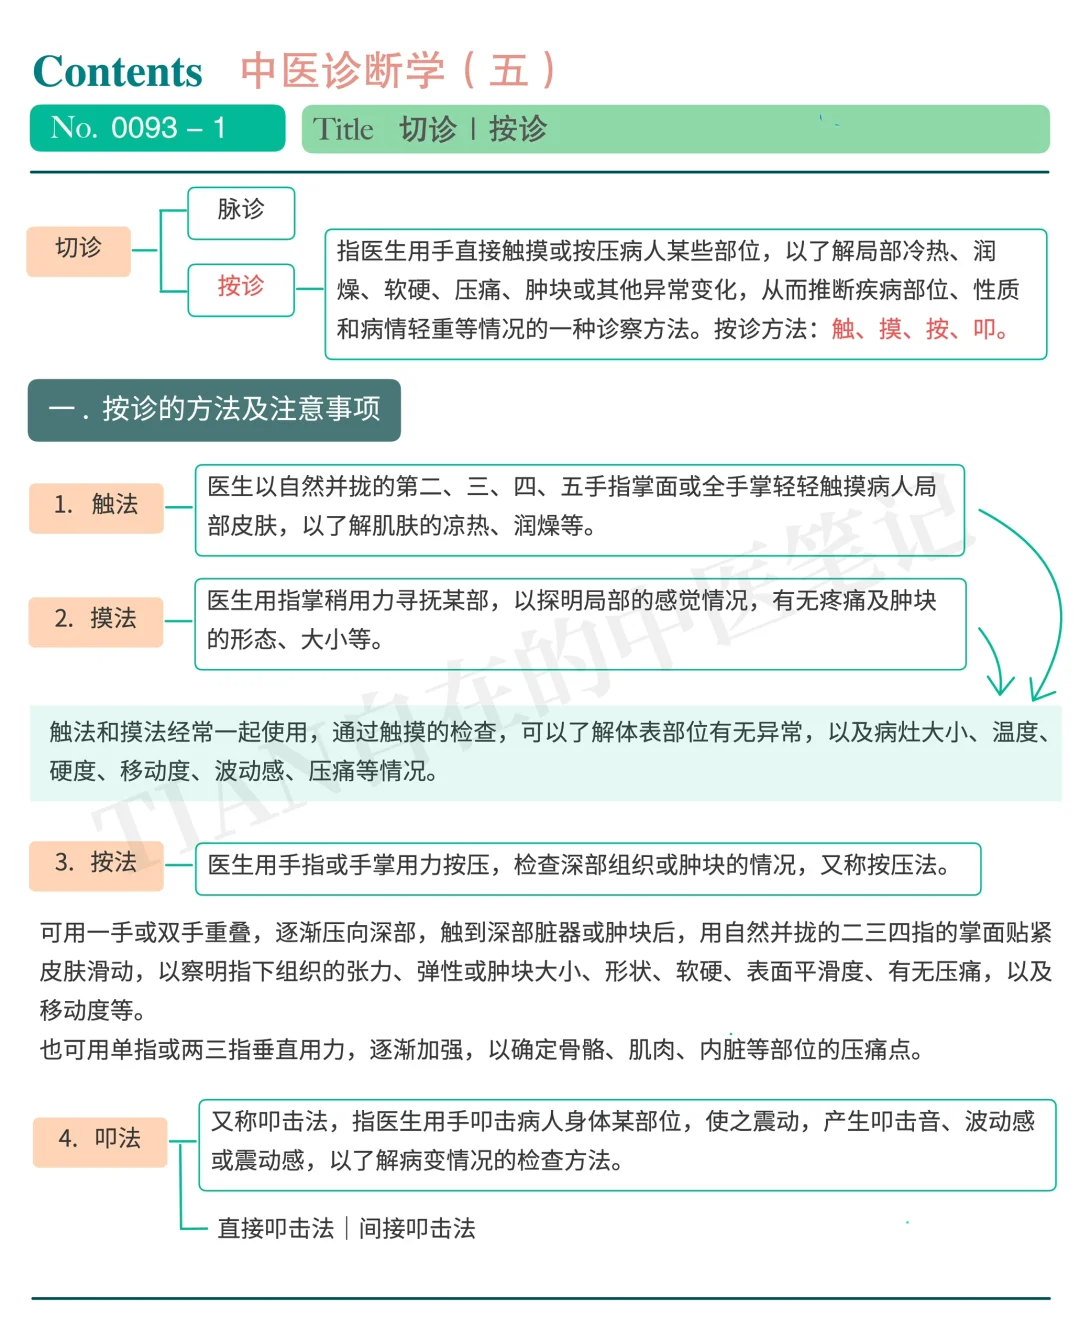 Contents 中医诊断学（五）
No. 0093 – 1
Title 切诊 | 按诊
脉诊
切诊
按诊
指医生用手直接触摸或按压病人某些部位，以了解局部冷热、润
燥、软硬、压痛、肿块或其他异常变化，从而推断疾病部位、性质
和病情轻重等情况的一种诊察方法。按诊方法：触、摸、按、叩。
一．按诊的方法及注意事项
1. 触法
医生以自然并拢的第二、三、四、五手指掌面或全手掌轻轻触摸病人局
部皮肤，以了解肌肤的凉热、润燥等。
2. 摸法
医生用指掌稍用力寻抚某部，以探明局部的感觉情况，有无疼痛及肿块
的形态、大小等。
触法和摸法经常一起使用，通过触摸的检查，可以了解体表部位有无异常，以及病灶大小、温度、
硬度、移动度、波动感、压痛等情况。
3. 按法
医生用手指或手掌用力按压，检查深部组织或肿块的情况，又称按压法。
可用一手或双手重叠，逐渐压向深部，触到深部脏器或肿块后，用自然并拢的二三四指的掌面贴紧
皮肤滑动，以察明指下组织的张力、弹性或肿块大小、形状、软硬、表面平滑度、有无压痛，以及
移动度等。
也可用单指或两三指垂直用力，逐渐加强，以确定骨骼、肌肉、内脏等部位的压痛点。
4. 叩法
又称叩击法，指医生用手叩击病人身体某部位，使之震动，产生叩击音、波动感
或震动感，以了解病变情况的检查方法。
直接叩击法｜间接叩击法
TIAN自在的中医笔记